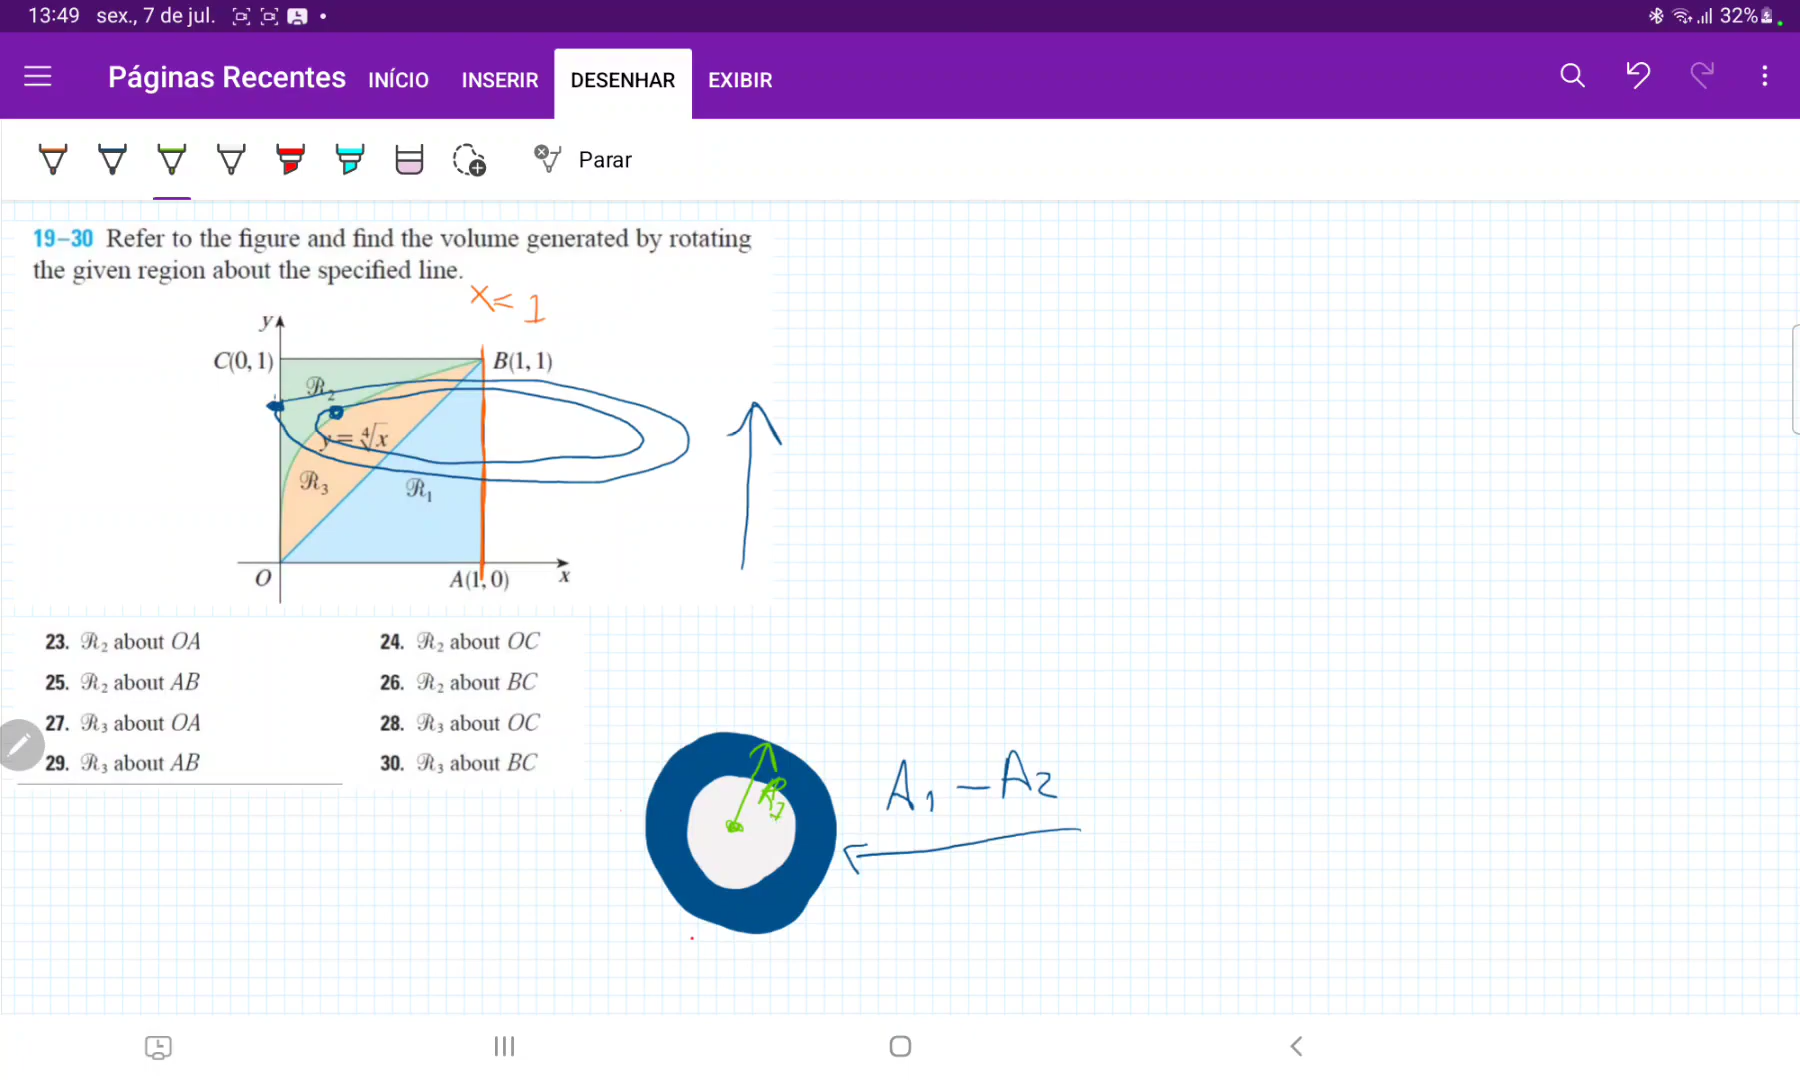 13:49 sex., 7 de jul.
32%
Páginas Recentes INÍCIO INSERIR DESENHAR EXIBIR
Parar
19–30 Refer to the figure and find the volume generated by rotating
the given region about the specified line.
x = 1
y
C(0, 1) B(1, 1)
ℛ₂
y = ∜x
ℛ₃ ℛ₁
O A(1, 0) x
23. ℛ₂ about OA 24. ℛ₂ about OC
25. ℛ₂ about AB 26. ℛ₂ about BC
27. ℛ₃ about OA 28. ℛ₃ about OC
29. ℛ₃ about AB 30. ℛ₃ about BC
A₁ – A₂